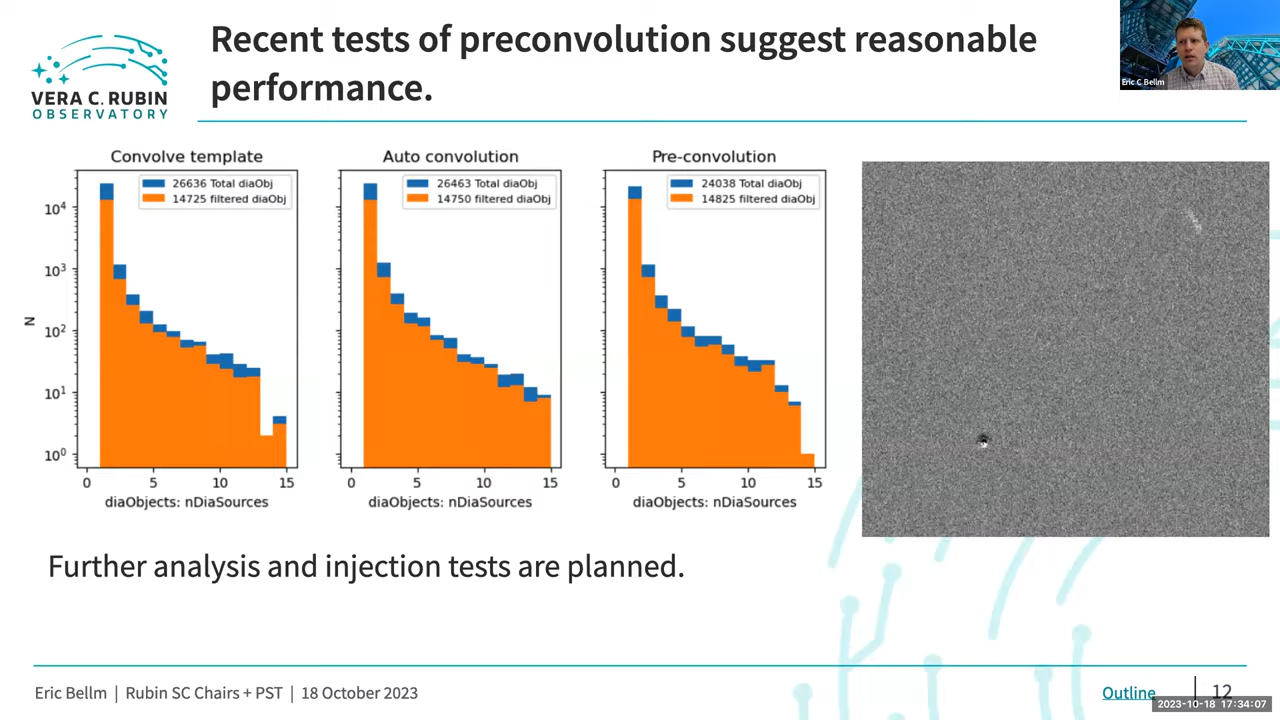 Recent tests of preconvolution suggest reasonable
performance.
VERA C. RUBIN
OBSERVATORY
Eric C Bellm
Convolve template
26636 Total diaObj
14725 filtered diaObj
N
10⁴
10³
10²
10¹
10⁰
0 5 10 15
diaObjects: nDiaSources
Auto convolution
26463 Total diaObj
14750 filtered diaObj
0 5 10 15
diaObjects: nDiaSources
Pre-convolution
24038 Total diaObj
14825 filtered diaObj
0 5 10 15
diaObjects: nDiaSources
Further analysis and injection tests are planned.
Eric Bellm | Rubin SC Chairs + PST | 18 October 2023
Outline | 12
2023-10-18 17:34:07